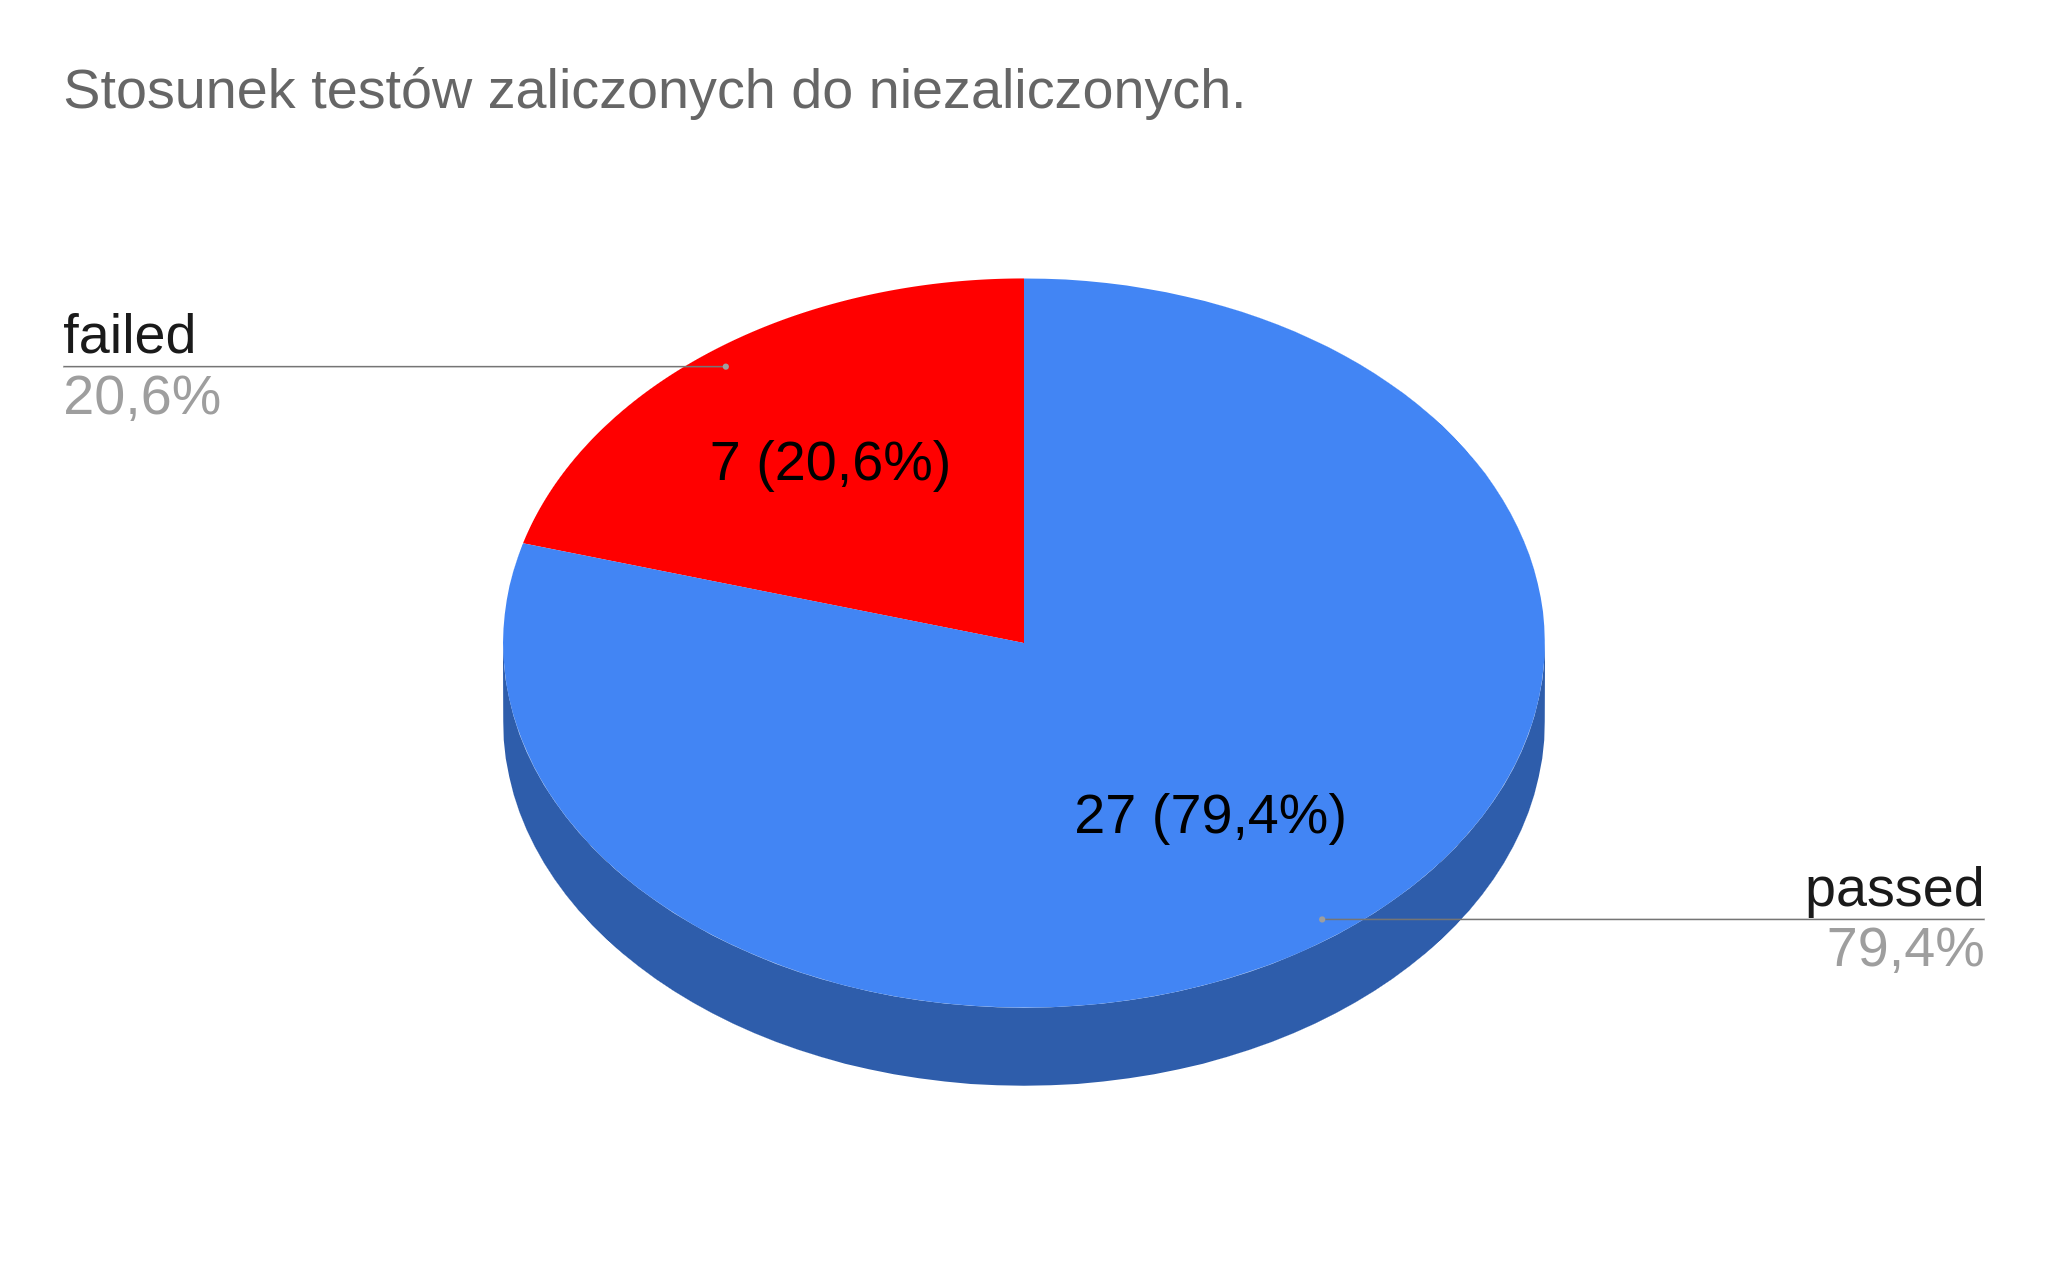 Stosunek testów zaliczonych do niezaliczonych.
failed
20,6%
7 (20,6%)
27 (79,4%)
passed
79,4%